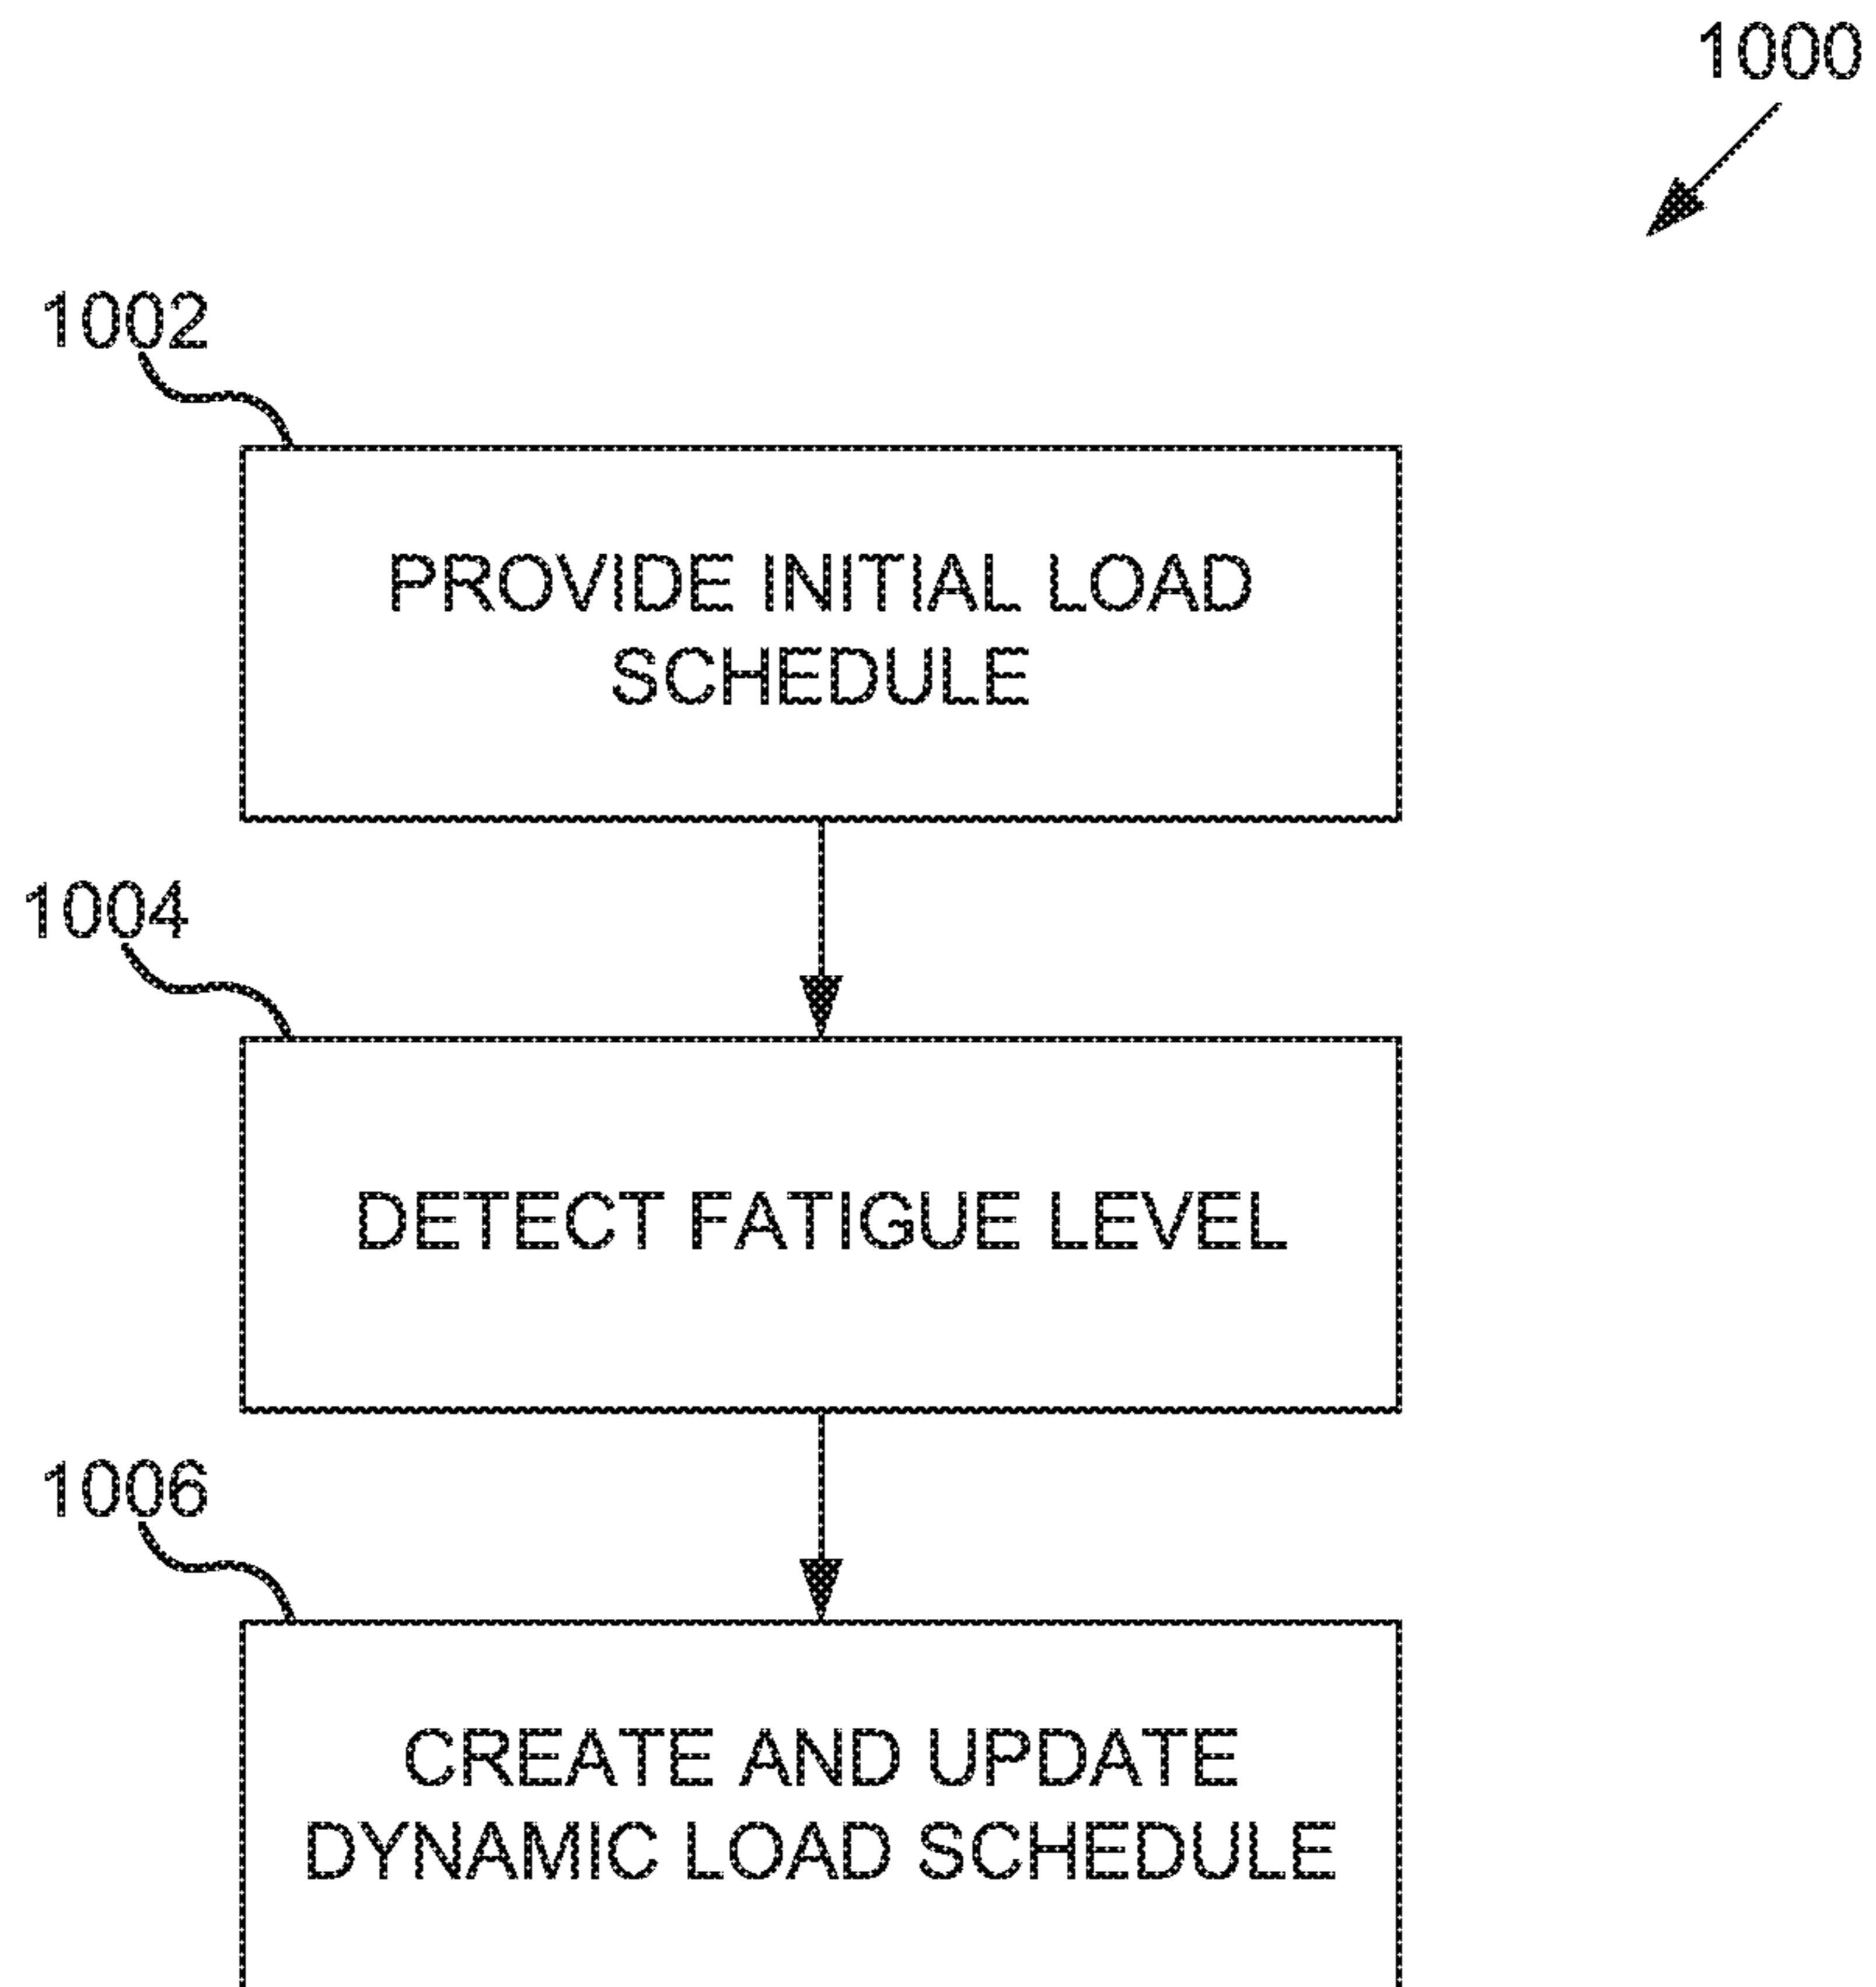 1000
1002
PROVIDE INITIAL LOAD
SCHEDULE
1004
DETECT FATIGUE LEVEL
1006
CREATE AND UPDATE
DYNAMIC LOAD SCHEDULE